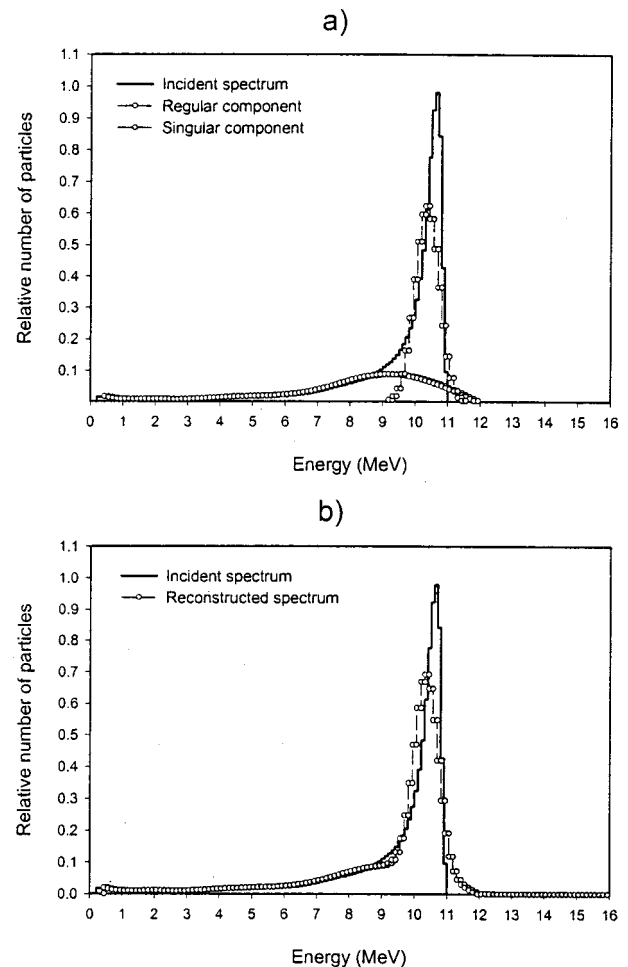 a)
1.1
1.0
0.9
0.8
0.7
0.6
0.5
0.4
0.3
0.2
0.1
Relative number of particles
Incident spectrum
Regular component
Singular component
0 1 2 3 4 5 6 7 8 9 10 11 12 13 14 15 16
Energy (MeV)
b)
1.1
1.0
0.9
0.8
0.7
0.6
0.5
0.4
0.3
0.2
0.1
0.0
Relative number of particles
Incident spectrum
Reconstructed spectrum
0 1 2 3 4 5 6 7 8 9 10 11 12 13 14 15 16
Energy (MeV)